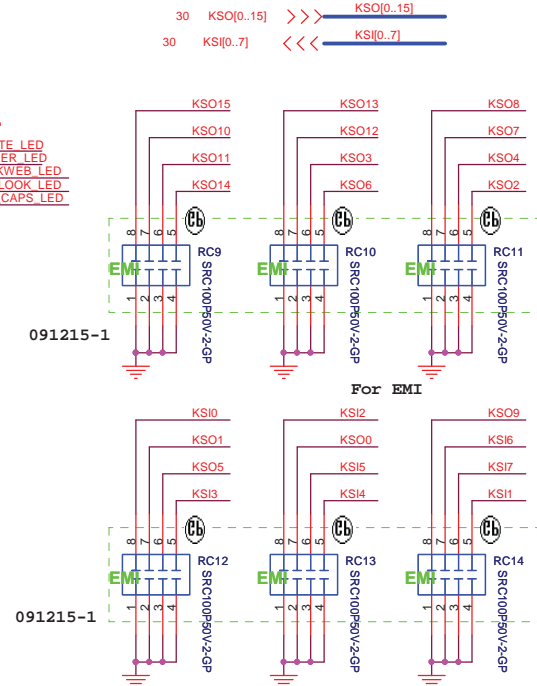 30 KSO[0..15] KSO[0..15]
30 KSI[0..7] KSI[0..7]
TE_LED
ER_LED
KWEB_LED
LOOK_LED
CAPS_LED
KSO15 KSO13 KSO8
KSO10 KSO12 KSO7
KSO11 KSO3 KSO4
KSO14 KSO6 KSO2
Cb Cb Cb
8 7 6 5 8 7 6 5 8 7 6 5
RC9 RC10 RC11
EMI EMI EMI
SRC100P50V-2-GP SRC100P50V-2-GP SRC100P50V-2-GP
1 2 3 4 1 2 3 4 1 2 3 4
091215-1
For EMI
KSI0 KSI2 KSO9
KSO1 KSO0 KSI6
KSO5 KSI5 KSI7
KSI3 KSI4 KSI1
Cb Cb Cb
8 7 6 5 8 7 6 5 8 7 6 5
RC12 RC13 RC14
EMI EMI EMI
SRC100P50V-2-GP SRC100P50V-2-GP SRC100P50V-2-GP
1 2 3 4 1 2 3 4 1 2 3 4
091215-1